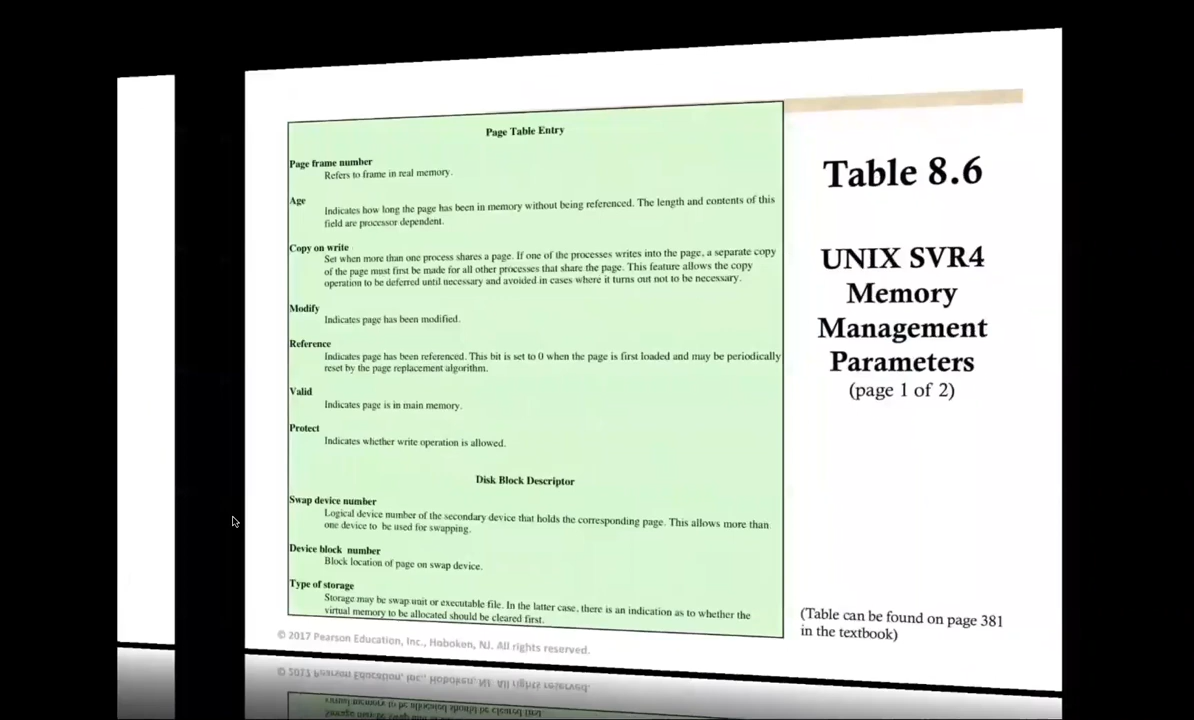 Page Table Entry
Page frame number
Refers to frame in real memory.
Age
Indicates how long the page has been in memory without being referenced. The length and contents of this
field are processor dependent.
Copy on write
Set when more than one process shares a page. If one of the processes writes into the page, a separate copy
of the page must first be made for all other processes that share the page. This feature allows the copy
operation to be deferred until necessary and avoided in cases where it turns out not to be necessary.
Modify
Indicates page has been modified.
Reference
Indicates page has been referenced. This bit is set to 0 when the page is first loaded and may be periodically
reset by the page replacement algorithm.
Valid
Indicates page is in main memory.
Protect
Indicates whether write operation is allowed.
Disk Block Descriptor
Swap device number
Logical device number of the secondary device that holds the corresponding page. This allows more than
one device to be used for swapping.
Device block number
Block location of page on swap device.
Type of storage
Storage may be swap unit or executable file. In the latter case, there is an indication as to whether the
virtual memory to be allocated should be cleared first.
© 2017 Pearson Education, Inc., Hoboken, NJ. All rights reserved.
Table 8.6
UNIX SVR4
Memory
Management
Parameters
(page 1 of 2)
(Table can be found on page 381
in the textbook)